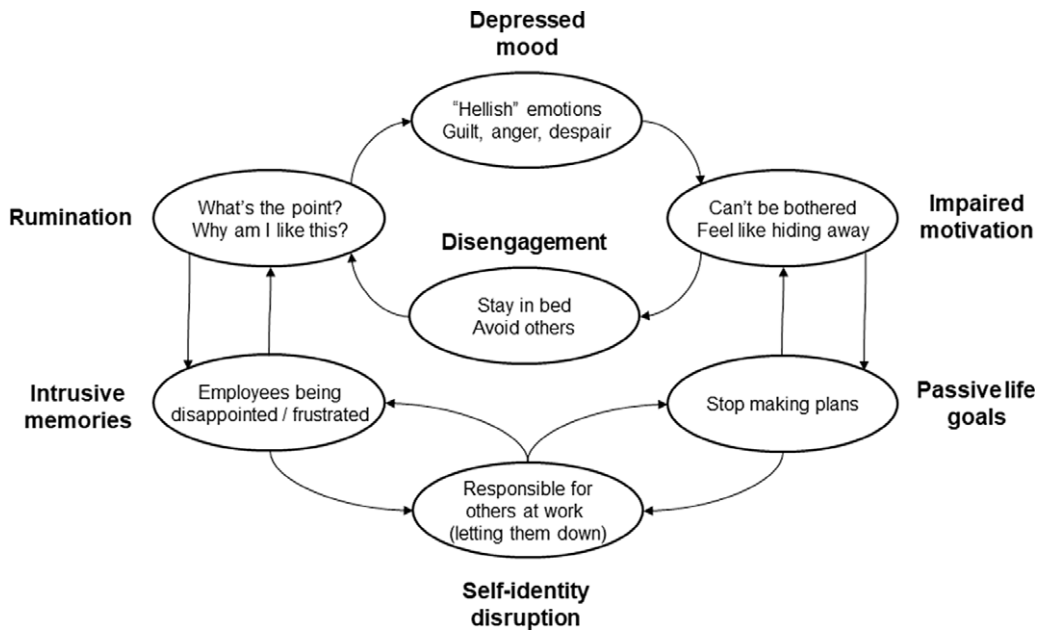 Depressed
mood
“Hellish” emotions
Guilt, anger, despair
Rumination
What’s the point?
Why am I like this?
Can’t be bothered
Feel like hiding away
Impaired
motivation
Disengagement
Stay in bed
Avoid others
Intrusive
memories
Employees being
disappointed / frustrated
Stop making plans
Passive life
goals
Responsible for
others at work
(letting them down)
Self-identity
disruption